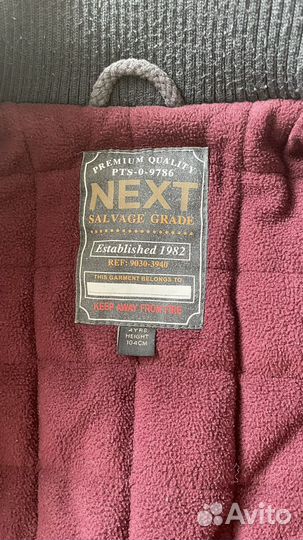 PREMIUM QUALITY
PTS-0-9786
NEXT
SALVAGE GRADE
Established 1982
REF: 9030-3940
THIS GARMENT BELONGS TO
KEEP AWAY FROM FIRE
4YRS
HEIGHT
104CM
Avito